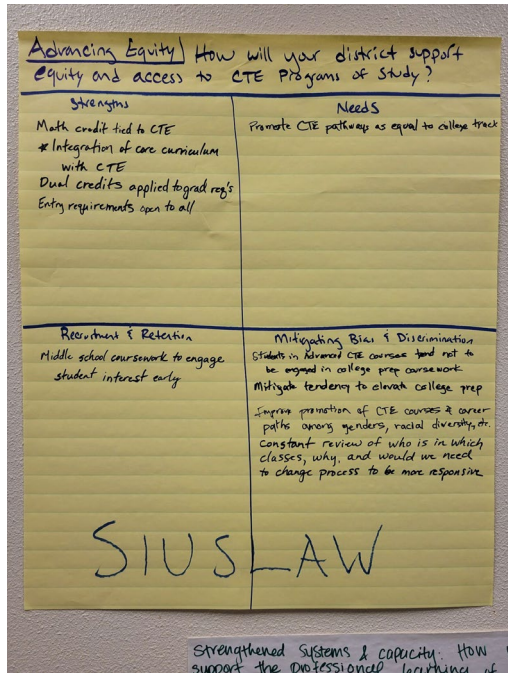 Advancing Equity | How will your district support
equity and access to CTE Programs of Study?
Strengths
Math credit tied to CTE
* Integration of core curriculum
with CTE
Dual credits applied to grad req's
Entry requirements open to all
Needs
Promote CTE pathways as equal to college track
Recruitment & Retention
Middle school coursework to engage
student interest early
Mitigating Bias & Discrimination
Students in Advanced CTE courses tend not to
be engaged in college prep coursework
Mitigate tendency to elevate college prep
Improve promotion of CTE courses & career
paths among genders, racial diversity, etc.
Constant review of who is in which
classes, why, and would we need
to change process to be more responsive
SIUSLAW
Strengthened Systems & capacity: How
support the professional learning of